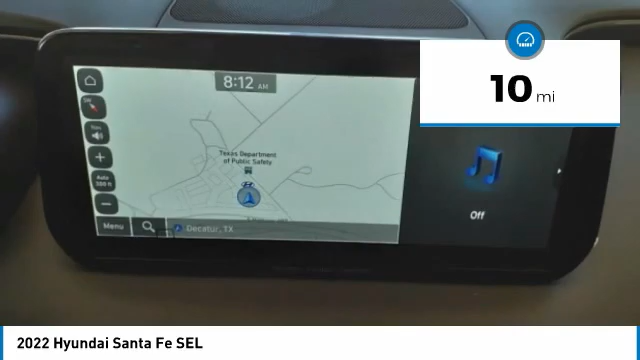 8:12 AM
10 mi
Texas Department
of Public Safety
Auto
Off
Menu
Decatur, TX
2022 Hyundai Santa Fe SEL